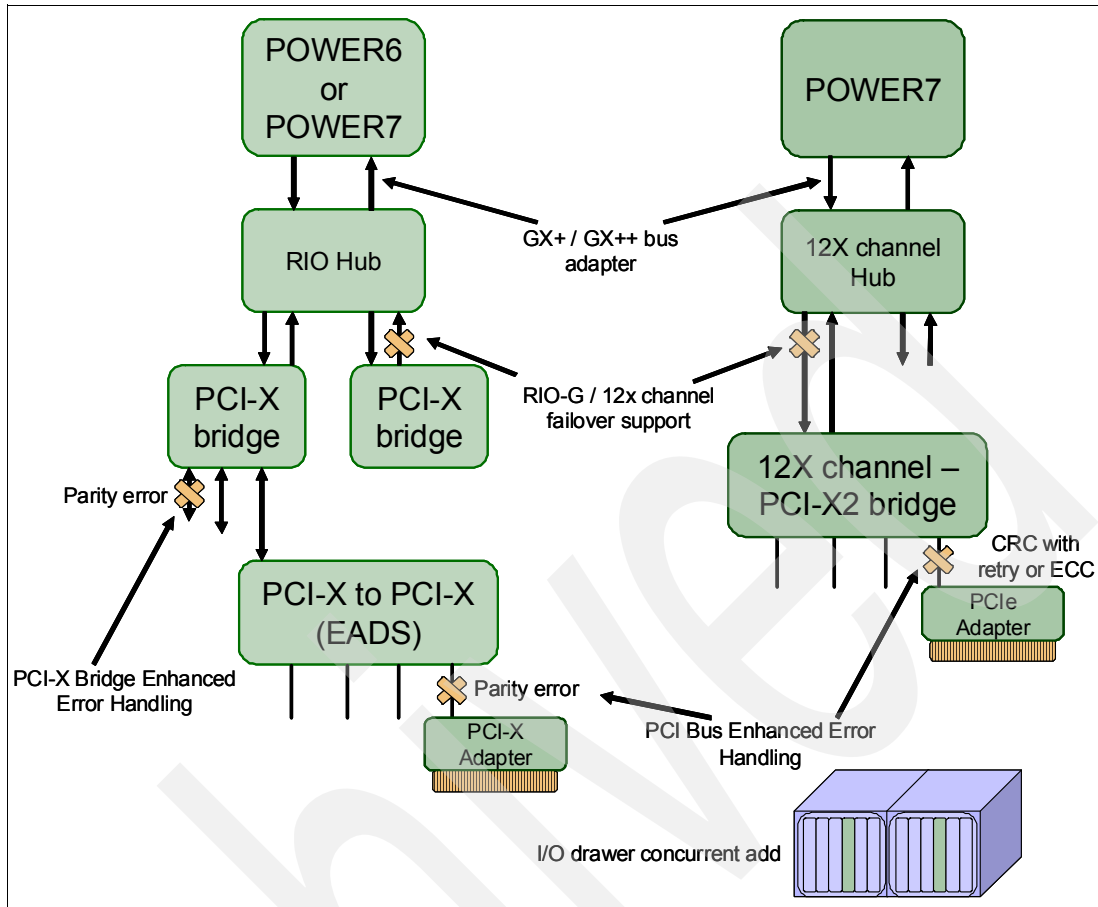 POWER6
or
POWER7
POWER7
GX+ / GX++ bus
adapter
RIO Hub
12X channel
Hub
PCI-X
bridge
PCI-X
bridge
RIO-G / 12x channel
failover support
Parity error
12X channel –
PCI-X2 bridge
CRC with
retry or ECC
PCIe
Adapter
PCI-X to PCI-X
(EADS)
PCI-X Bridge Enhanced
Error Handling
Parity error
PCI-X
Adapter
PCI Bus Enhanced Error
Handling
I/O drawer concurrent add